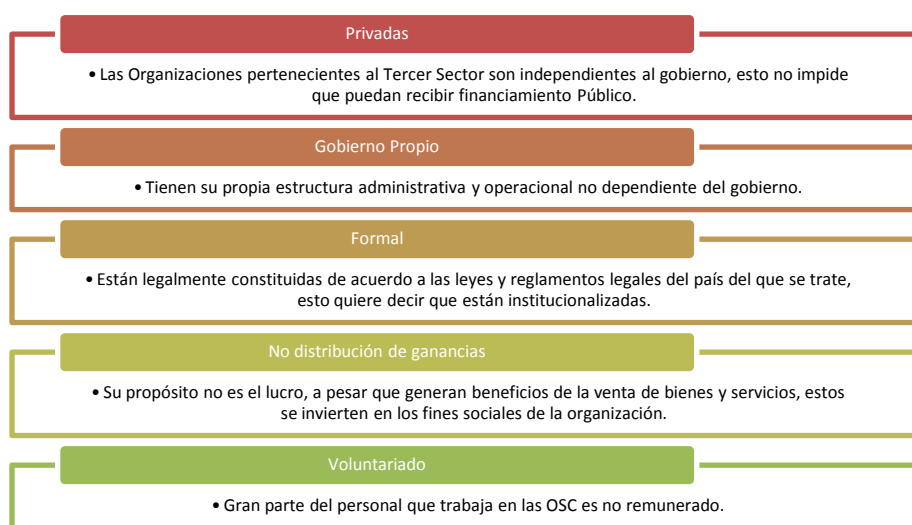 Privadas
• Las Organizaciones pertenecientes al Tercer Sector son independientes al gobierno, esto no impide
que puedan recibir financiamiento Público.
Gobierno Propio
• Tienen su propia estructura administrativa y operacional no dependiente del gobierno.
Formal
• Están legalmente constituidas de acuerdo a las leyes y reglamentos legales del país del que se trate,
esto quiere decir que están institucionalizadas.
No distribución de ganancias
• Su propósito no es el lucro, a pesar que generan beneficios de la venta de bienes y servicios, estos
se invierten en los fines sociales de la organización.
Voluntariado
• Gran parte del personal que trabaja en las OSC es no remunerado.